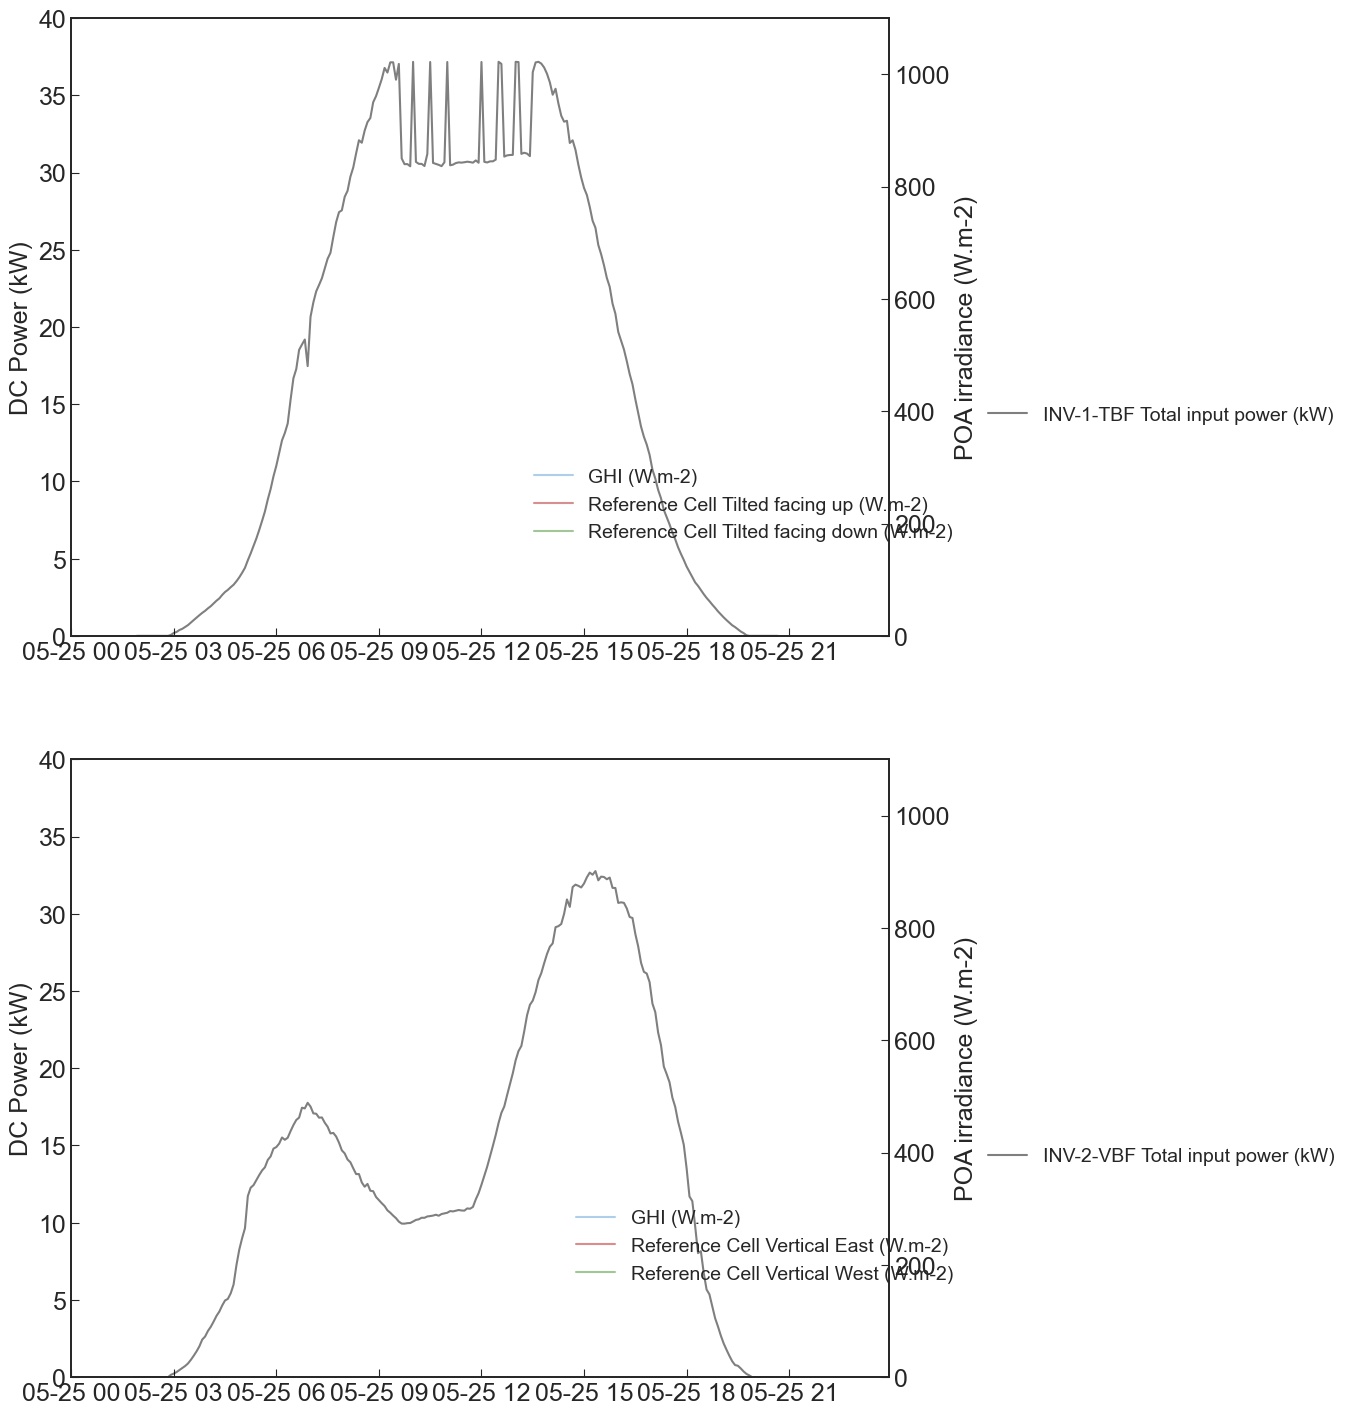 40
35
30
25
20
15
10
5
0
DC Power (kW)
1000
800
600
400
200
0
POA irradiance (W.m-2)
INV-1-TBF Total input power (kW)
GHI (W.m-2)
Reference Cell Tilted facing up (W.m-2)
Reference Cell Tilted facing down (W.m-2)
05-25 00 05-25 03 05-25 06 05-25 09 05-25 12 05-25 15 05-25 18 05-25 21
40
35
30
25
20
15
10
5
0
DC Power (kW)
1000
800
600
400
200
0
POA irradiance (W.m-2)
INV-2-VBF Total input power (kW)
GHI (W.m-2)
Reference Cell Vertical East (W.m-2)
Reference Cell Vertical West (W.m-2)
05-25 00 05-25 03 05-25 06 05-25 09 05-25 12 05-25 15 05-25 18 05-25 21